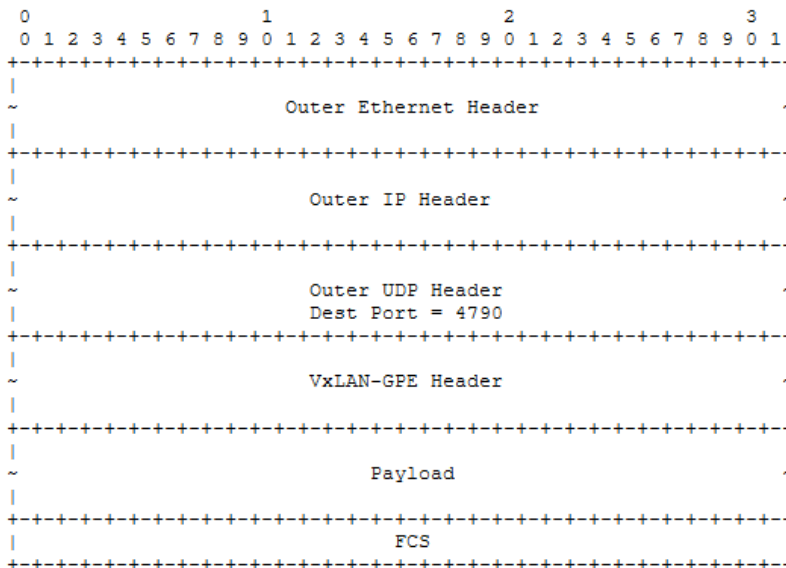 0                   1                   2                   3
0 1 2 3 4 5 6 7 8 9 0 1 2 3 4 5 6 7 8 9 0 1 2 3 4 5 6 7 8 9 0 1
+-+-+-+-+-+-+-+-+-+-+-+-+-+-+-+-+-+-+-+-+-+-+-+-+-+-+-+-+-+-+-+-
|
~                     Outer Ethernet Header                     ~
|
+-+-+-+-+-+-+-+-+-+-+-+-+-+-+-+-+-+-+-+-+-+-+-+-+-+-+-+-+-+-+-+-
|
~                       Outer IP Header                         ~
|
+-+-+-+-+-+-+-+-+-+-+-+-+-+-+-+-+-+-+-+-+-+-+-+-+-+-+-+-+-+-+-+-
|
~                       Outer UDP Header                        ~
|                       Dest Port = 4790
+-+-+-+-+-+-+-+-+-+-+-+-+-+-+-+-+-+-+-+-+-+-+-+-+-+-+-+-+-+-+-+-
|
~                       VxLAN-GPE Header                        ~
|
+-+-+-+-+-+-+-+-+-+-+-+-+-+-+-+-+-+-+-+-+-+-+-+-+-+-+-+-+-+-+-+-
|
~                            Payload                            ~
|
+-+-+-+-+-+-+-+-+-+-+-+-+-+-+-+-+-+-+-+-+-+-+-+-+-+-+-+-+-+-+-+-
|                              FCS
+-+-+-+-+-+-+-+-+-+-+-+-+-+-+-+-+-+-+-+-+-+-+-+-+-+-+-+-+-+-+-+-